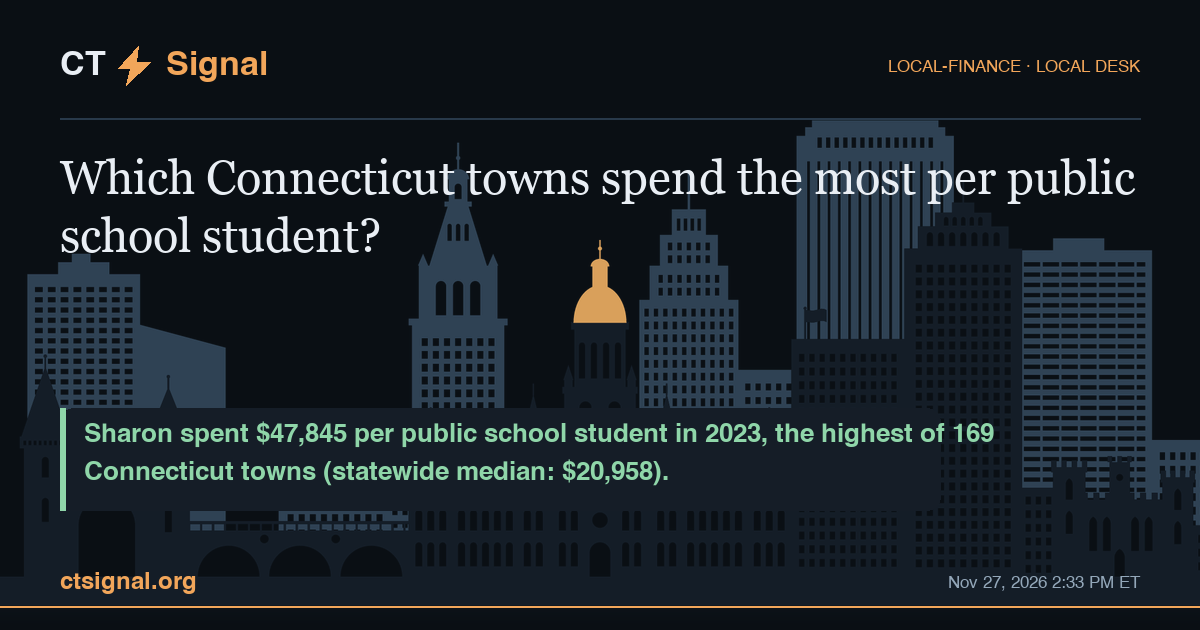 CT Signal
LOCAL-FINANCE · LOCAL DESK
Which Connecticut towns spend the most per public
school student?
Sharon spent $47,845 per public school student in 2023, the highest of 169
Connecticut towns (statewide median: $20,958).
ctsignal.org
Nov 27, 2026 2:33 PM ET